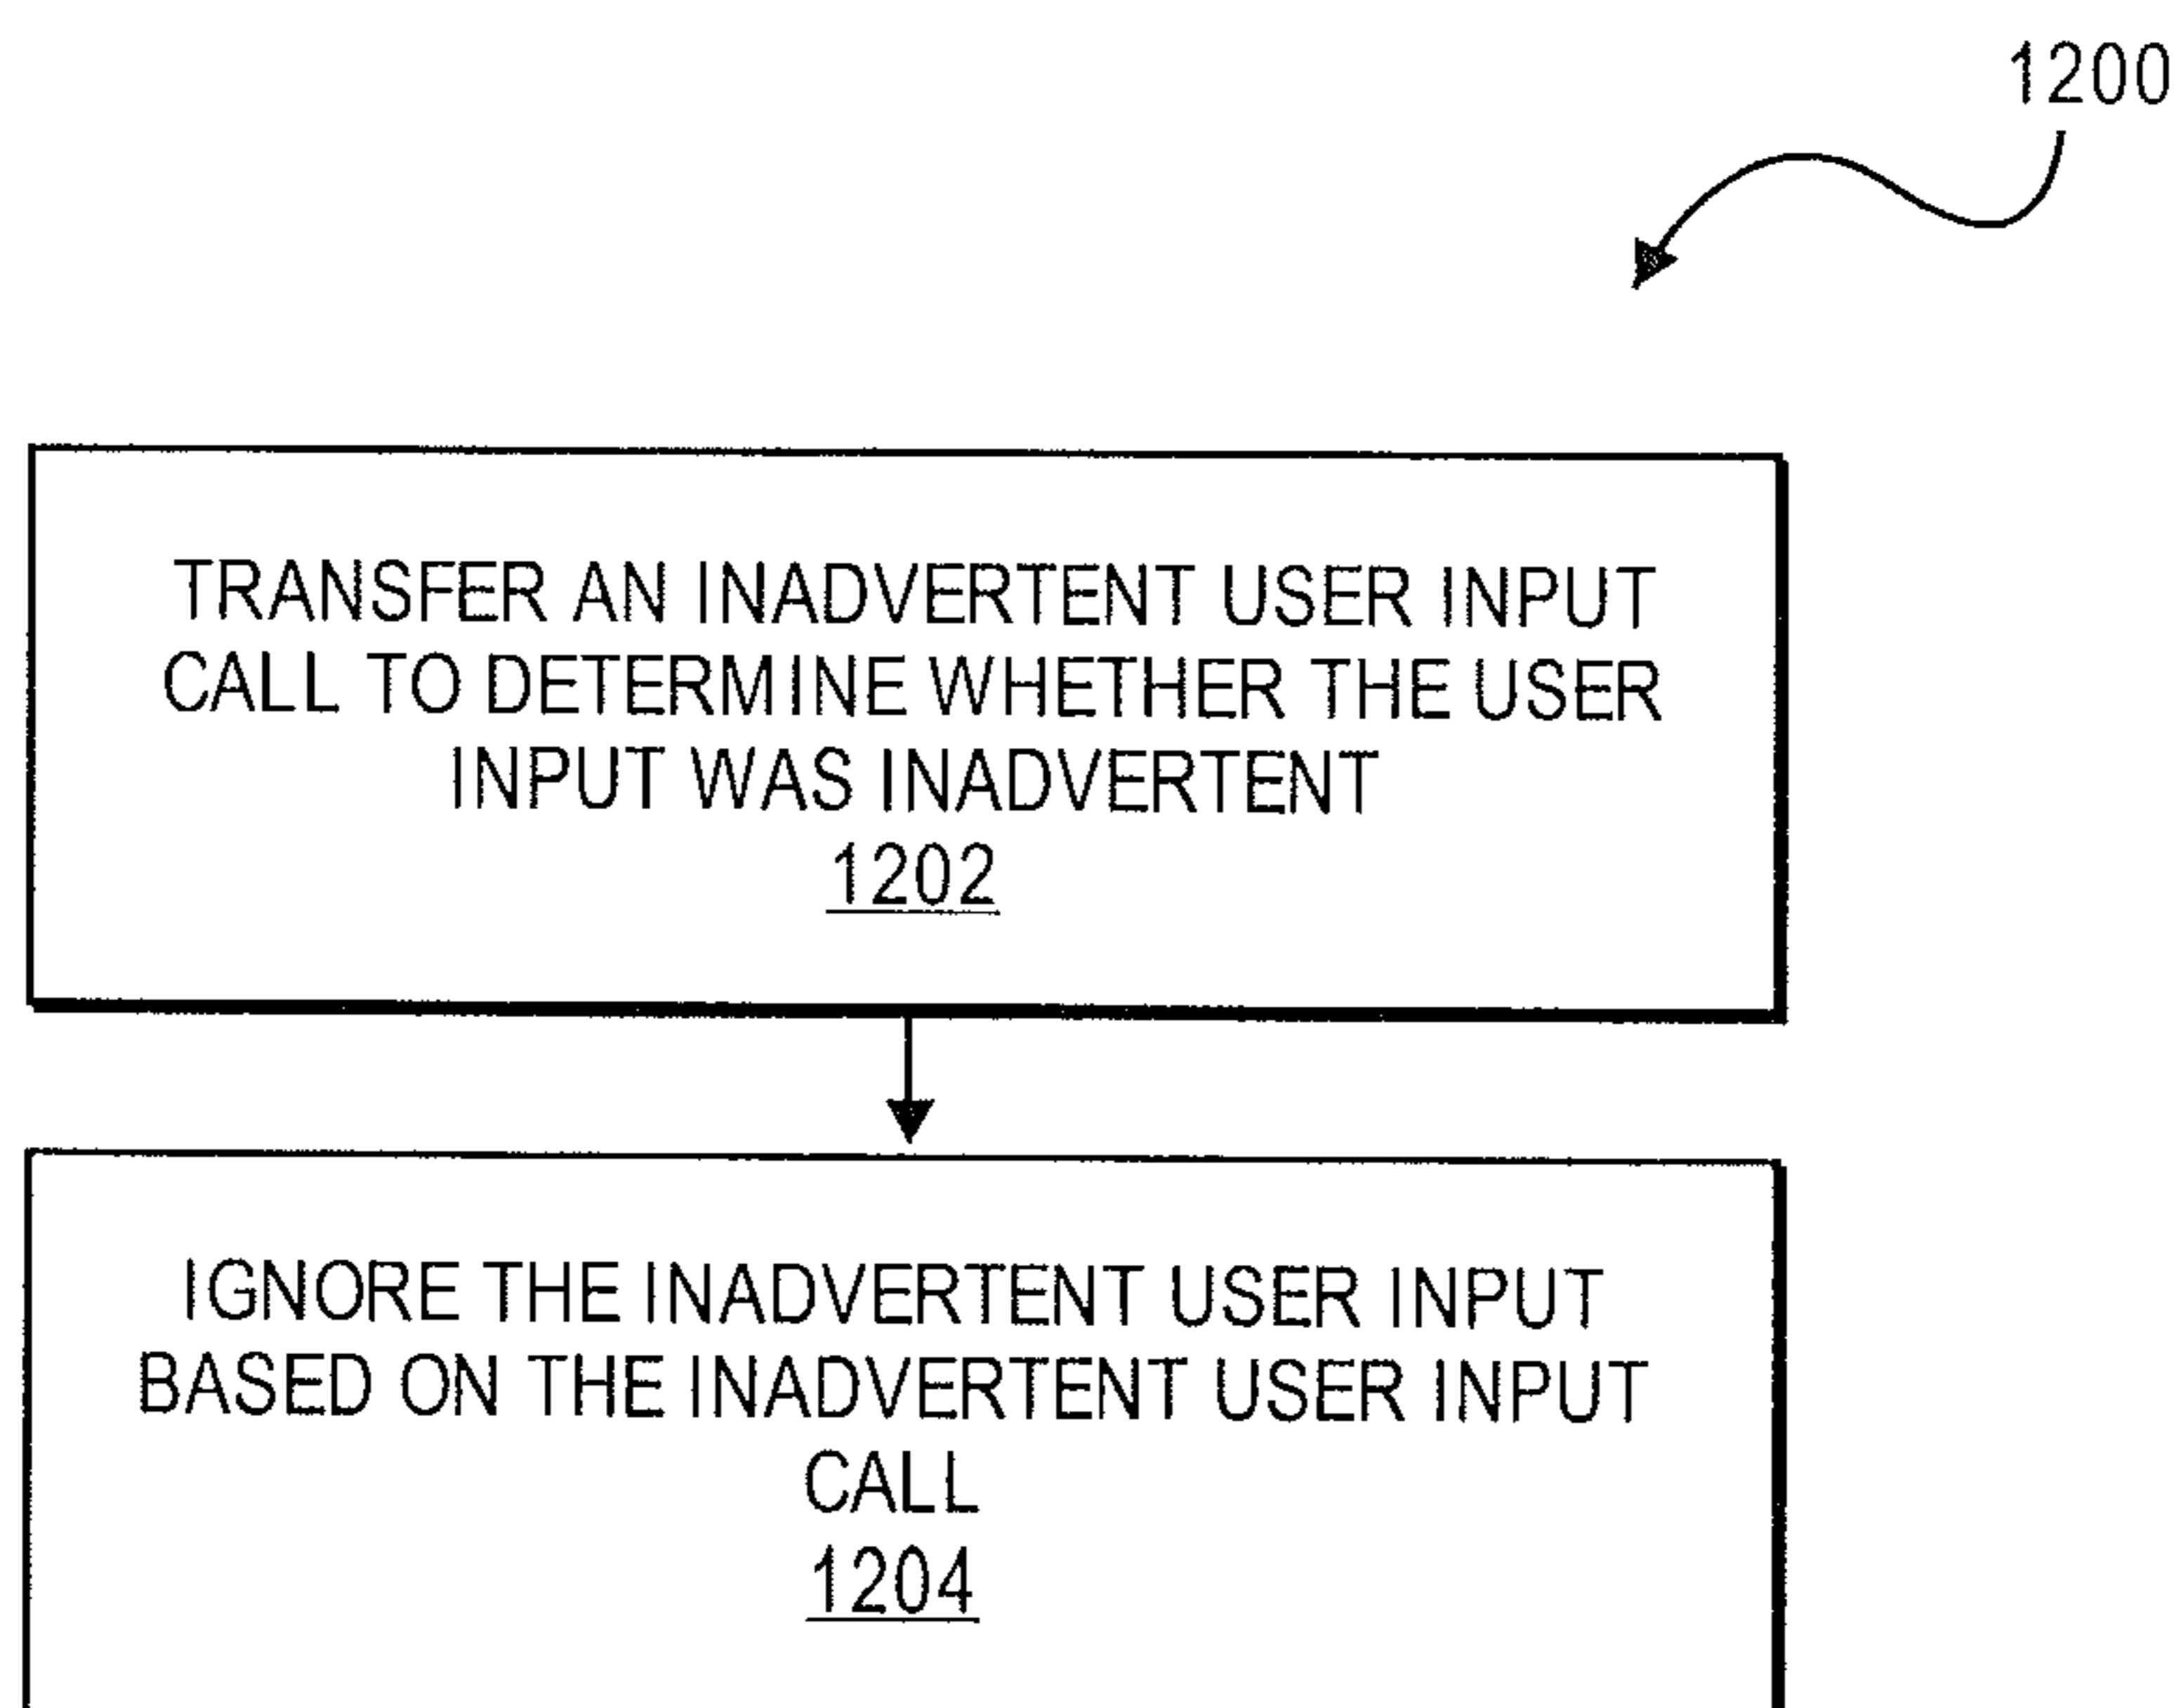 1200
TRANSFER AN INADVERTENT USER INPUT
CALL TO DETERMINE WHETHER THE USER
INPUT WAS INADVERTENT
1202
IGNORE THE INADVERTENT USER INPUT
BASED ON THE INADVERTENT USER INPUT
CALL
1204